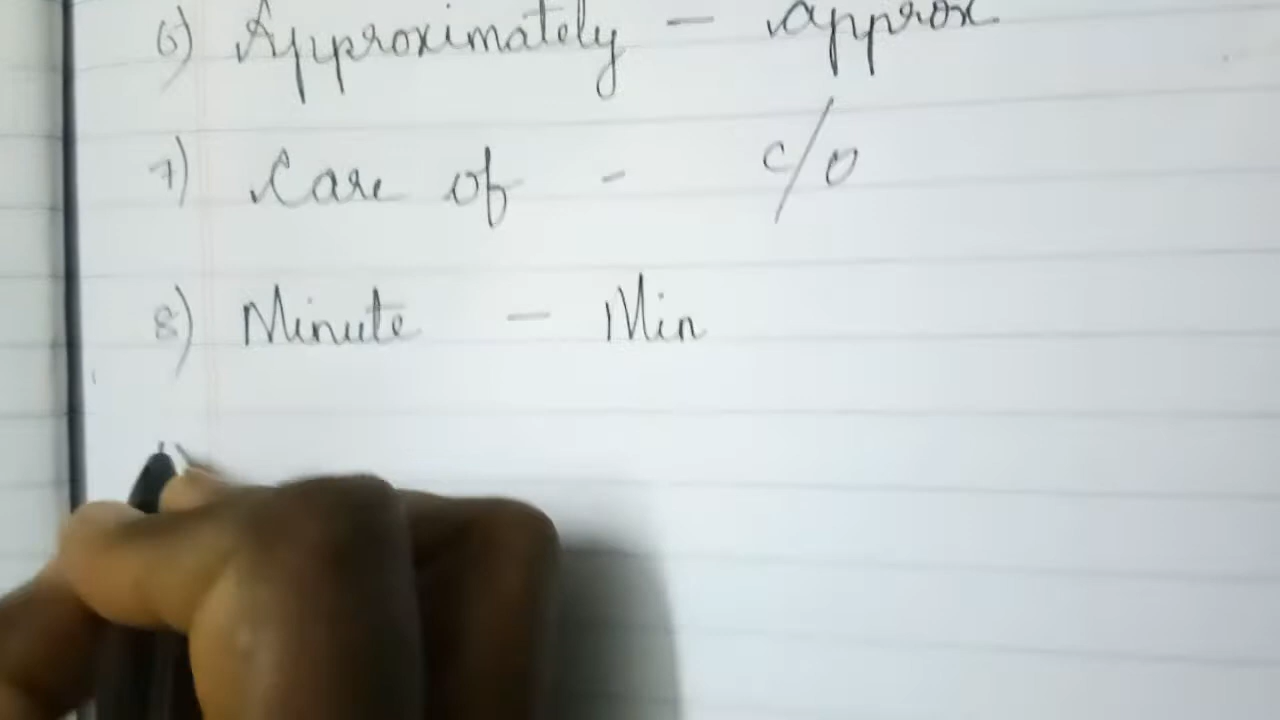 6) Approximately - approx
7) Care of - c/o
8) Minute - Min